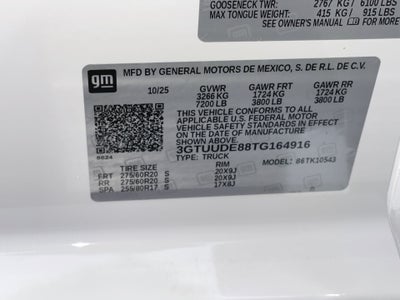 GOOSENECK TWR: 2767 KG / 6100 LBS
MAX TONGUE WEIGHT: 415 KG / 915 LBS
SEE OWNER'S MANUAL FOR MORE
gm
MFD BY GENERAL MOTORS DE MEXICO, S. DE R.L. DE C.V.
10/25 GVWR GAWR FRT GAWR RR
3266 KG 1724 KG 1724 KG
7200 LB 3800 LB 3800 LB
THIS VEHICLE CONFORMS TO ALL
APPLICABLE U.S. FEDERAL MOTOR
VEHICLE SAFETY STANDARDS IN EFFECT
ON THE DATE OF MANUFACTURE
SHOWN ABOVE.
3GTUUDE88TG164916
TYPE: TRUCK
MODEL: 86TK10543
6624
TIRE SIZE RIM
FRT 275/60R20 S 20X9J
RR 275/60R20 S 20X9J
SPA 255/80R17 S 17X8J